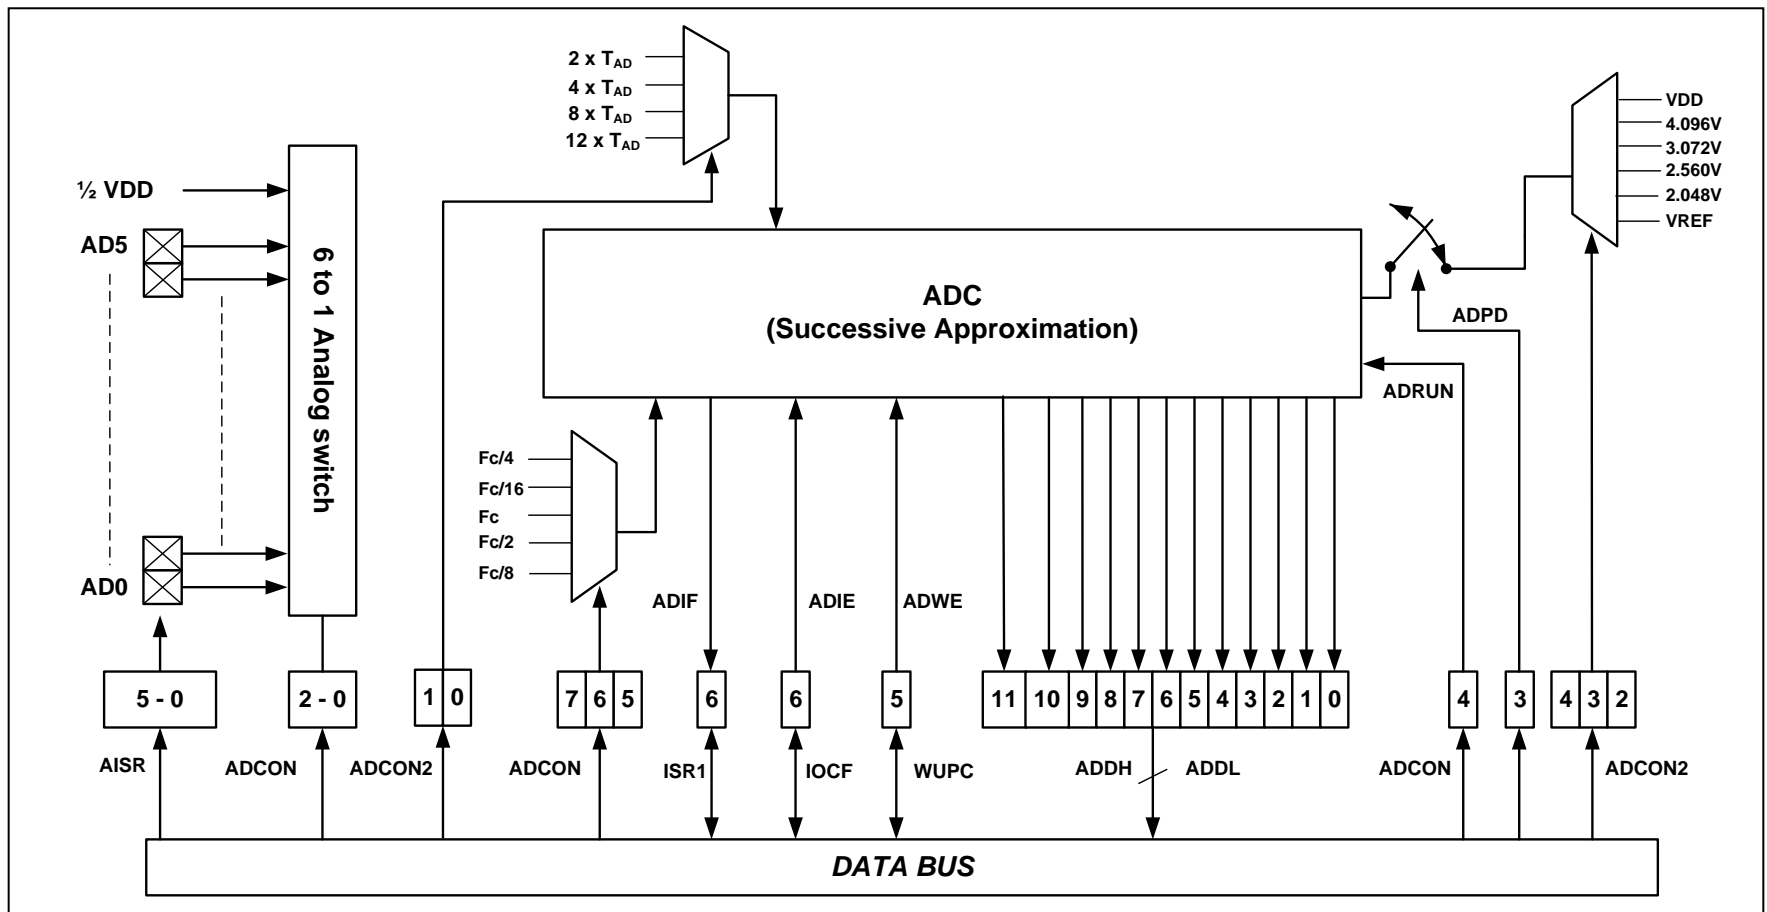 2 x TAD
4 x TAD
8 x TAD
12 x TAD
VDD
4.096V
3.072V
2.560V
2.048V
VREF
½ VDD
AD5
AD0
6 to 1 Analog switch
ADC
(Successive Approximation)
ADPD
ADRUN
Fc/4
Fc/16
Fc
Fc/2
Fc/8
ADIF
ADIE
ADWE
5 - 0
2 - 0
1 0
7 6 5
6
6
5
11 10 9 8 7 6 5 4 3 2 1 0
4
3
4 3 2
AISR
ADCON
ADCON2
ADCON
ISR1
IOCF
WUPC
ADDH
ADDL
ADCON
ADCON2
DATA BUS